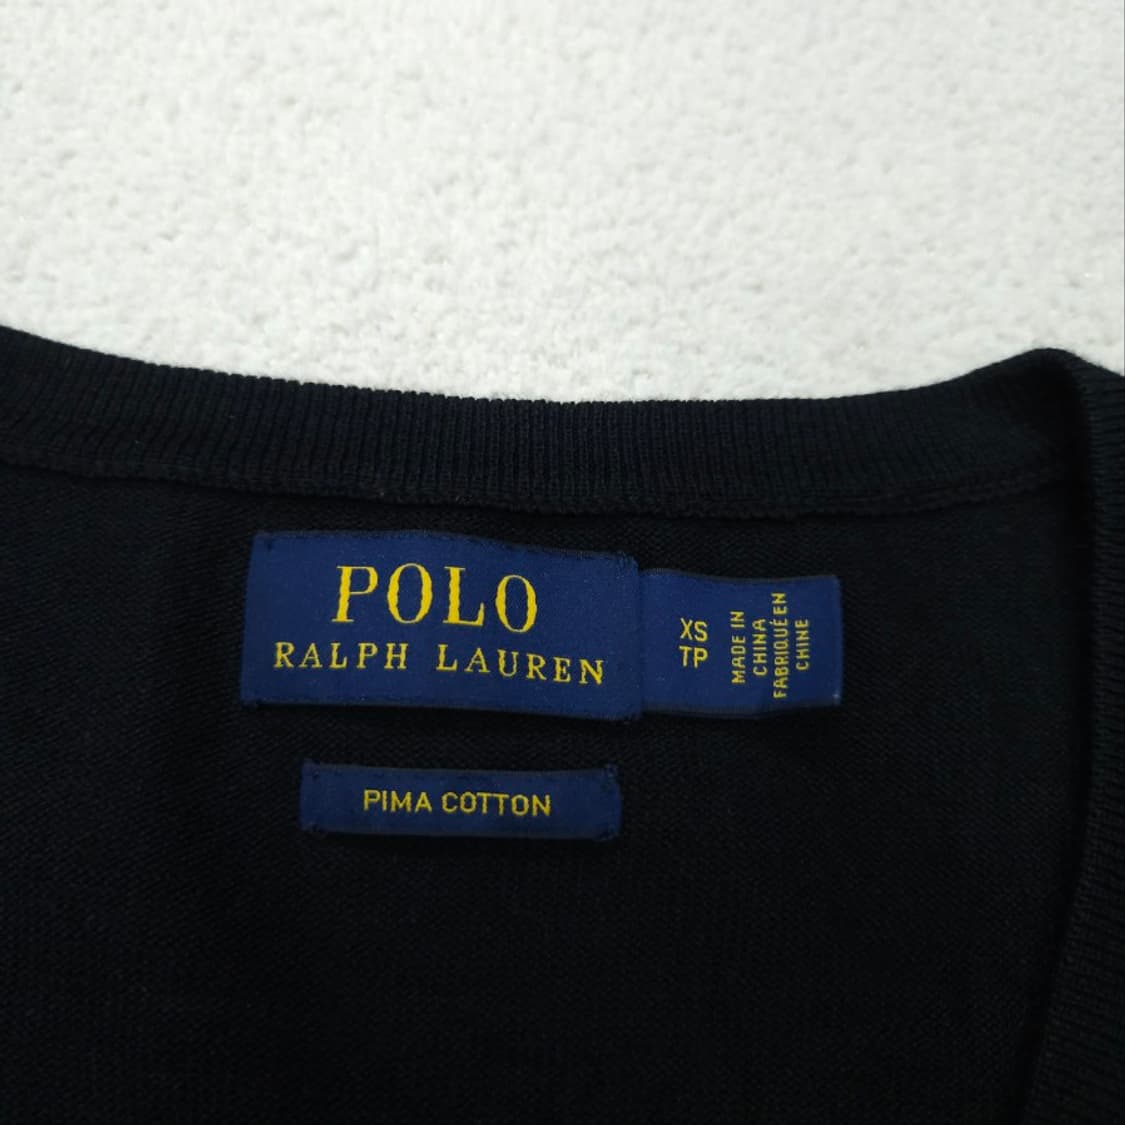 POLO
RALPH LAUREN
XS
TP
MADE IN
CHINA
FABRIQUÉ EN
CHINE
PIMA COTTON